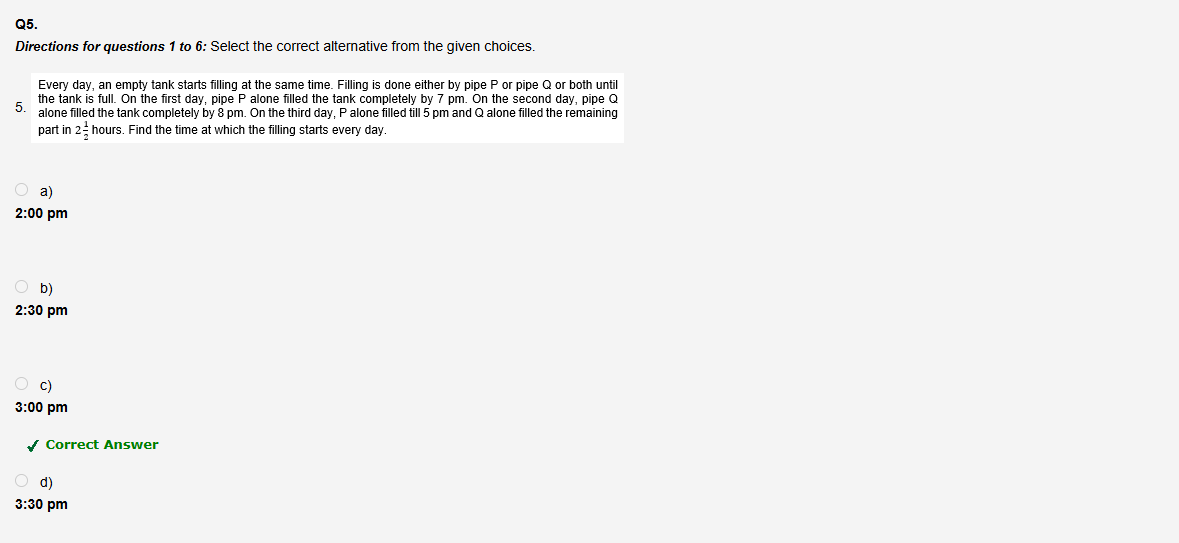 Q5.
Directions for questions 1 to 6: Select the correct alternative from the given choices.
Every day, an empty tank starts filling at the same time. Filling is done either by pipe P or pipe Q or both until
the tank is full. On the first day, pipe P alone filled the tank completely by 7 pm. On the second day, pipe Q
5. alone filled the tank completely by 8 pm. On the third day, P alone filled till 5 pm and Q alone filled the remaining
part in 2 1/2 hours. Find the time at which the filling starts every day.
a)
2:00 pm
b)
2:30 pm
c)
3:00 pm
✓ Correct Answer
d)
3:30 pm